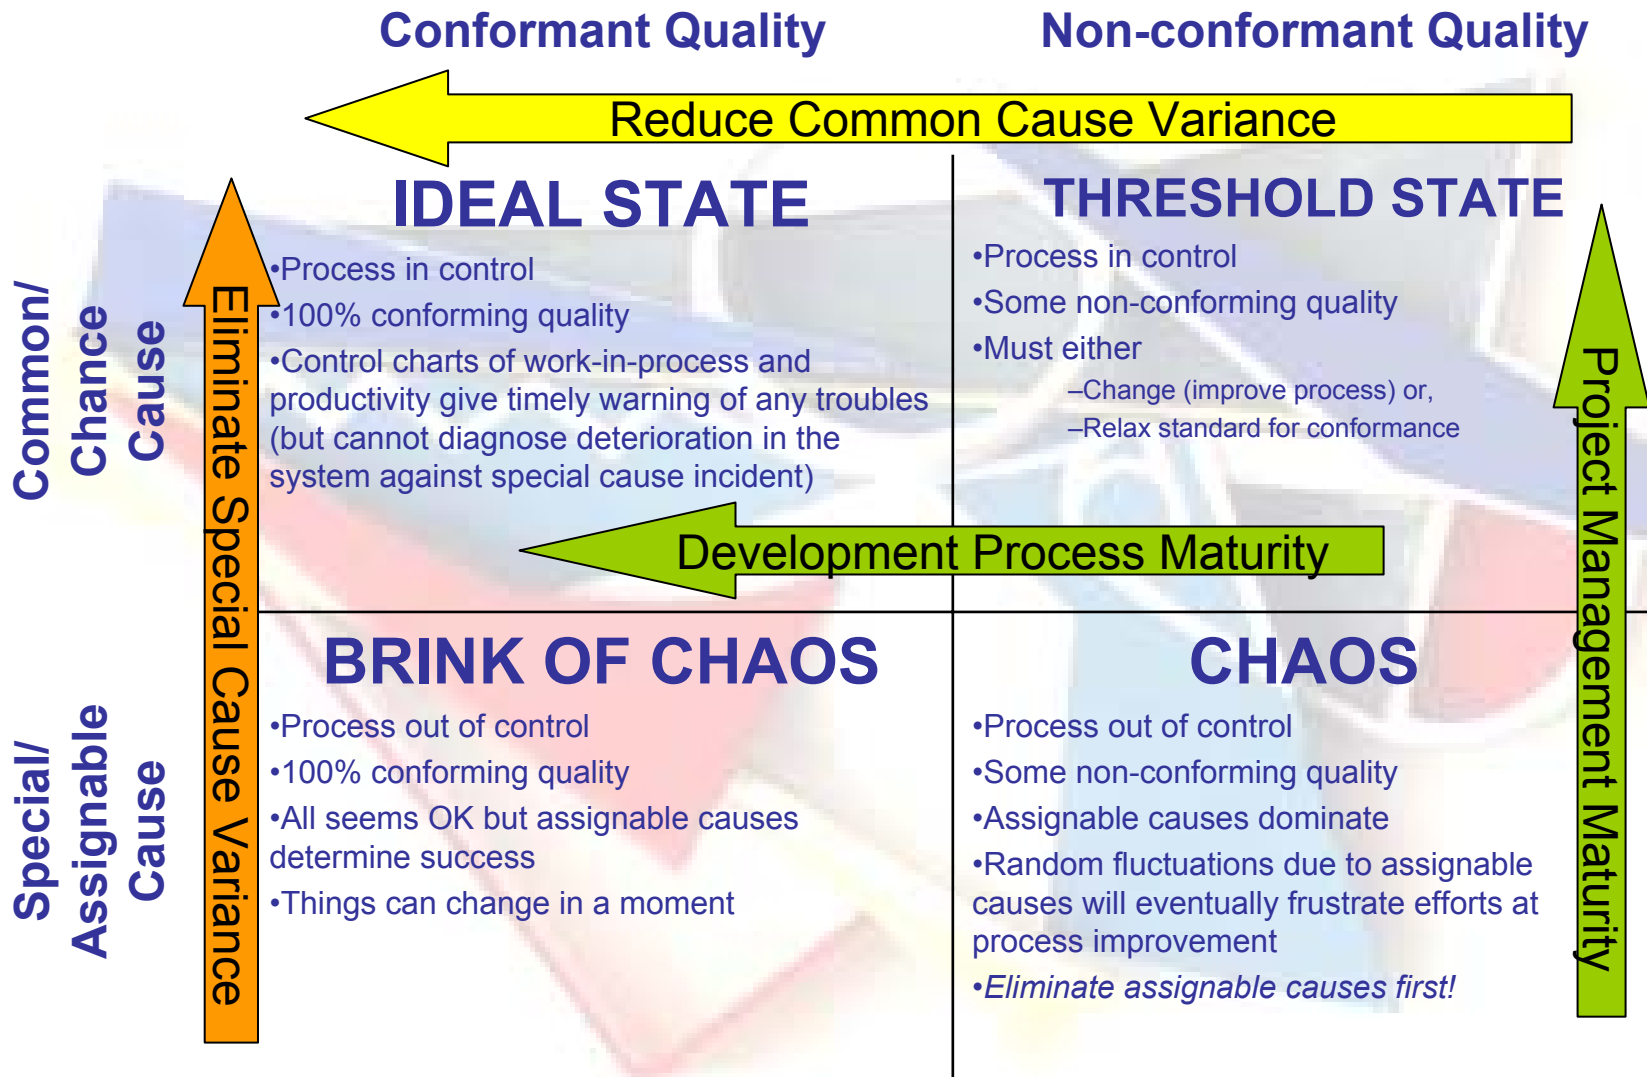 Conformant Quality
Non-conformant Quality
Reduce Common Cause Variance
Common/
Chance
Cause
Eliminate Special Cause Variance
IDEAL STATE
•Process in control
•100% conforming quality
•Control charts of work-in-process and
productivity give timely warning of any troubles
(but cannot diagnose deterioration in the
system against special cause incident)
THRESHOLD STATE
•Process in control
•Some non-conforming quality
•Must either
–Change (improve process) or,
–Relax standard for conformance
Project Management Maturity
Development Process Maturity
Special/
Assignable
Cause
BRINK OF CHAOS
•Process out of control
•100% conforming quality
•All seems OK but assignable causes
determine success
•Things can change in a moment
CHAOS
•Process out of control
•Some non-conforming quality
•Assignable causes dominate
•Random fluctuations due to assignable
causes will eventually frustrate efforts at
process improvement
•Eliminate assignable causes first!